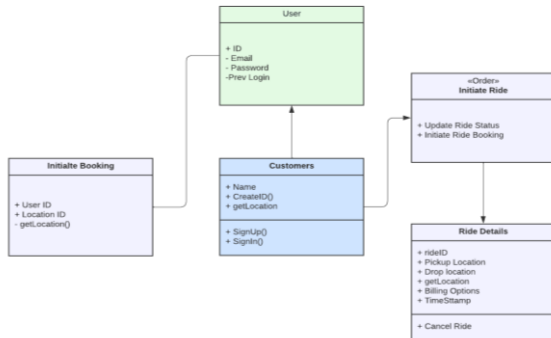 User
+ ID
- Email
- Password
-Prev Login
«Order»
Initiate Ride
+ Update Ride Status
+ Initiate Ride Booking
Initialte Booking
+ User ID
+ Location ID
- getLocation()
Customers
+ Name
+ CreateID()
+ getLocation
+ SignUp()
+ SignIn()
Ride Details
+ rideID
+ Pickup Location
+ Drop location
+ getLocation
+ Billing Options
+ TimeSttamp
+ Cancel Ride